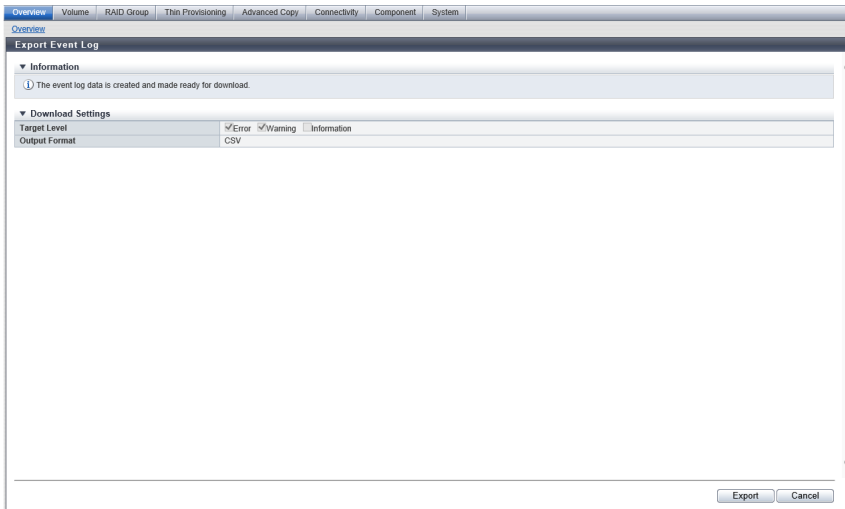 Overview Volume RAID Group Thin Provisioning Advanced Copy Connectivity Component System
Overview
Export Event Log
Information
The event log data is created and made ready for download.
Download Settings
Target Level Error Warning Information
Output Format CSV
Export Cancel